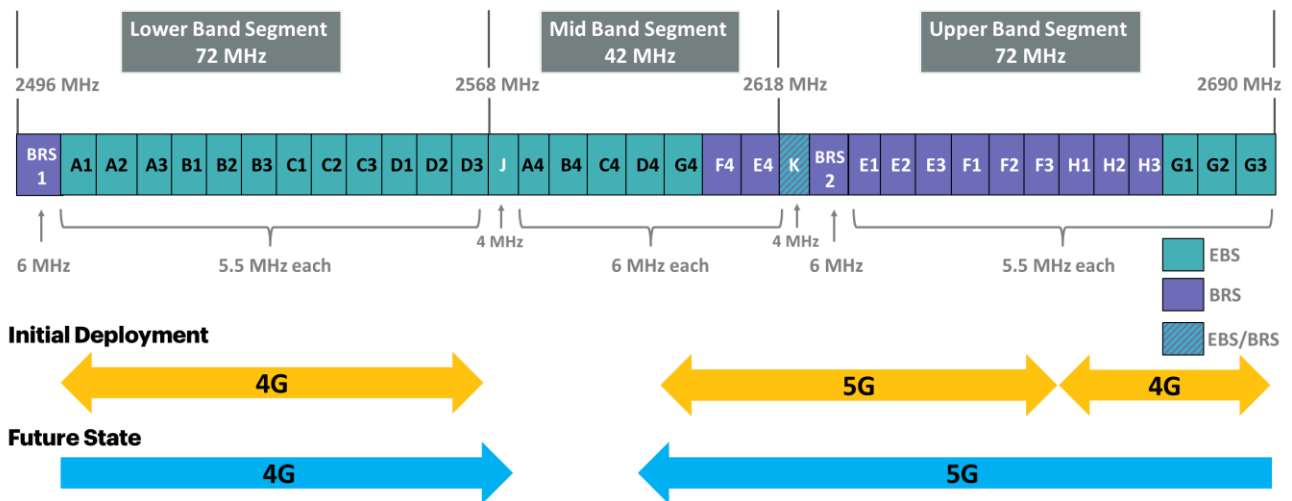 Lower Band Segment
72 MHz
Mid Band Segment
42 MHz
Upper Band Segment
72 MHz
2496 MHz
2568 MHz
2618 MHz
2690 MHz
BRS
1
A1
A2
A3
B1
B2
B3
C1
C2
C3
D1
D2
D3
J
A4
B4
C4
D4
G4
F4
E4
K
BRS
2
E1
E2
E3
F1
F2
F3
H1
H2
H3
G1
G2
G3
6 MHz
5.5 MHz each
4 MHz
6 MHz each
4 MHz
6 MHz
5.5 MHz each
EBS
BRS
EBS/BRS
Initial Deployment
4G
5G
4G
Future State
4G
5G